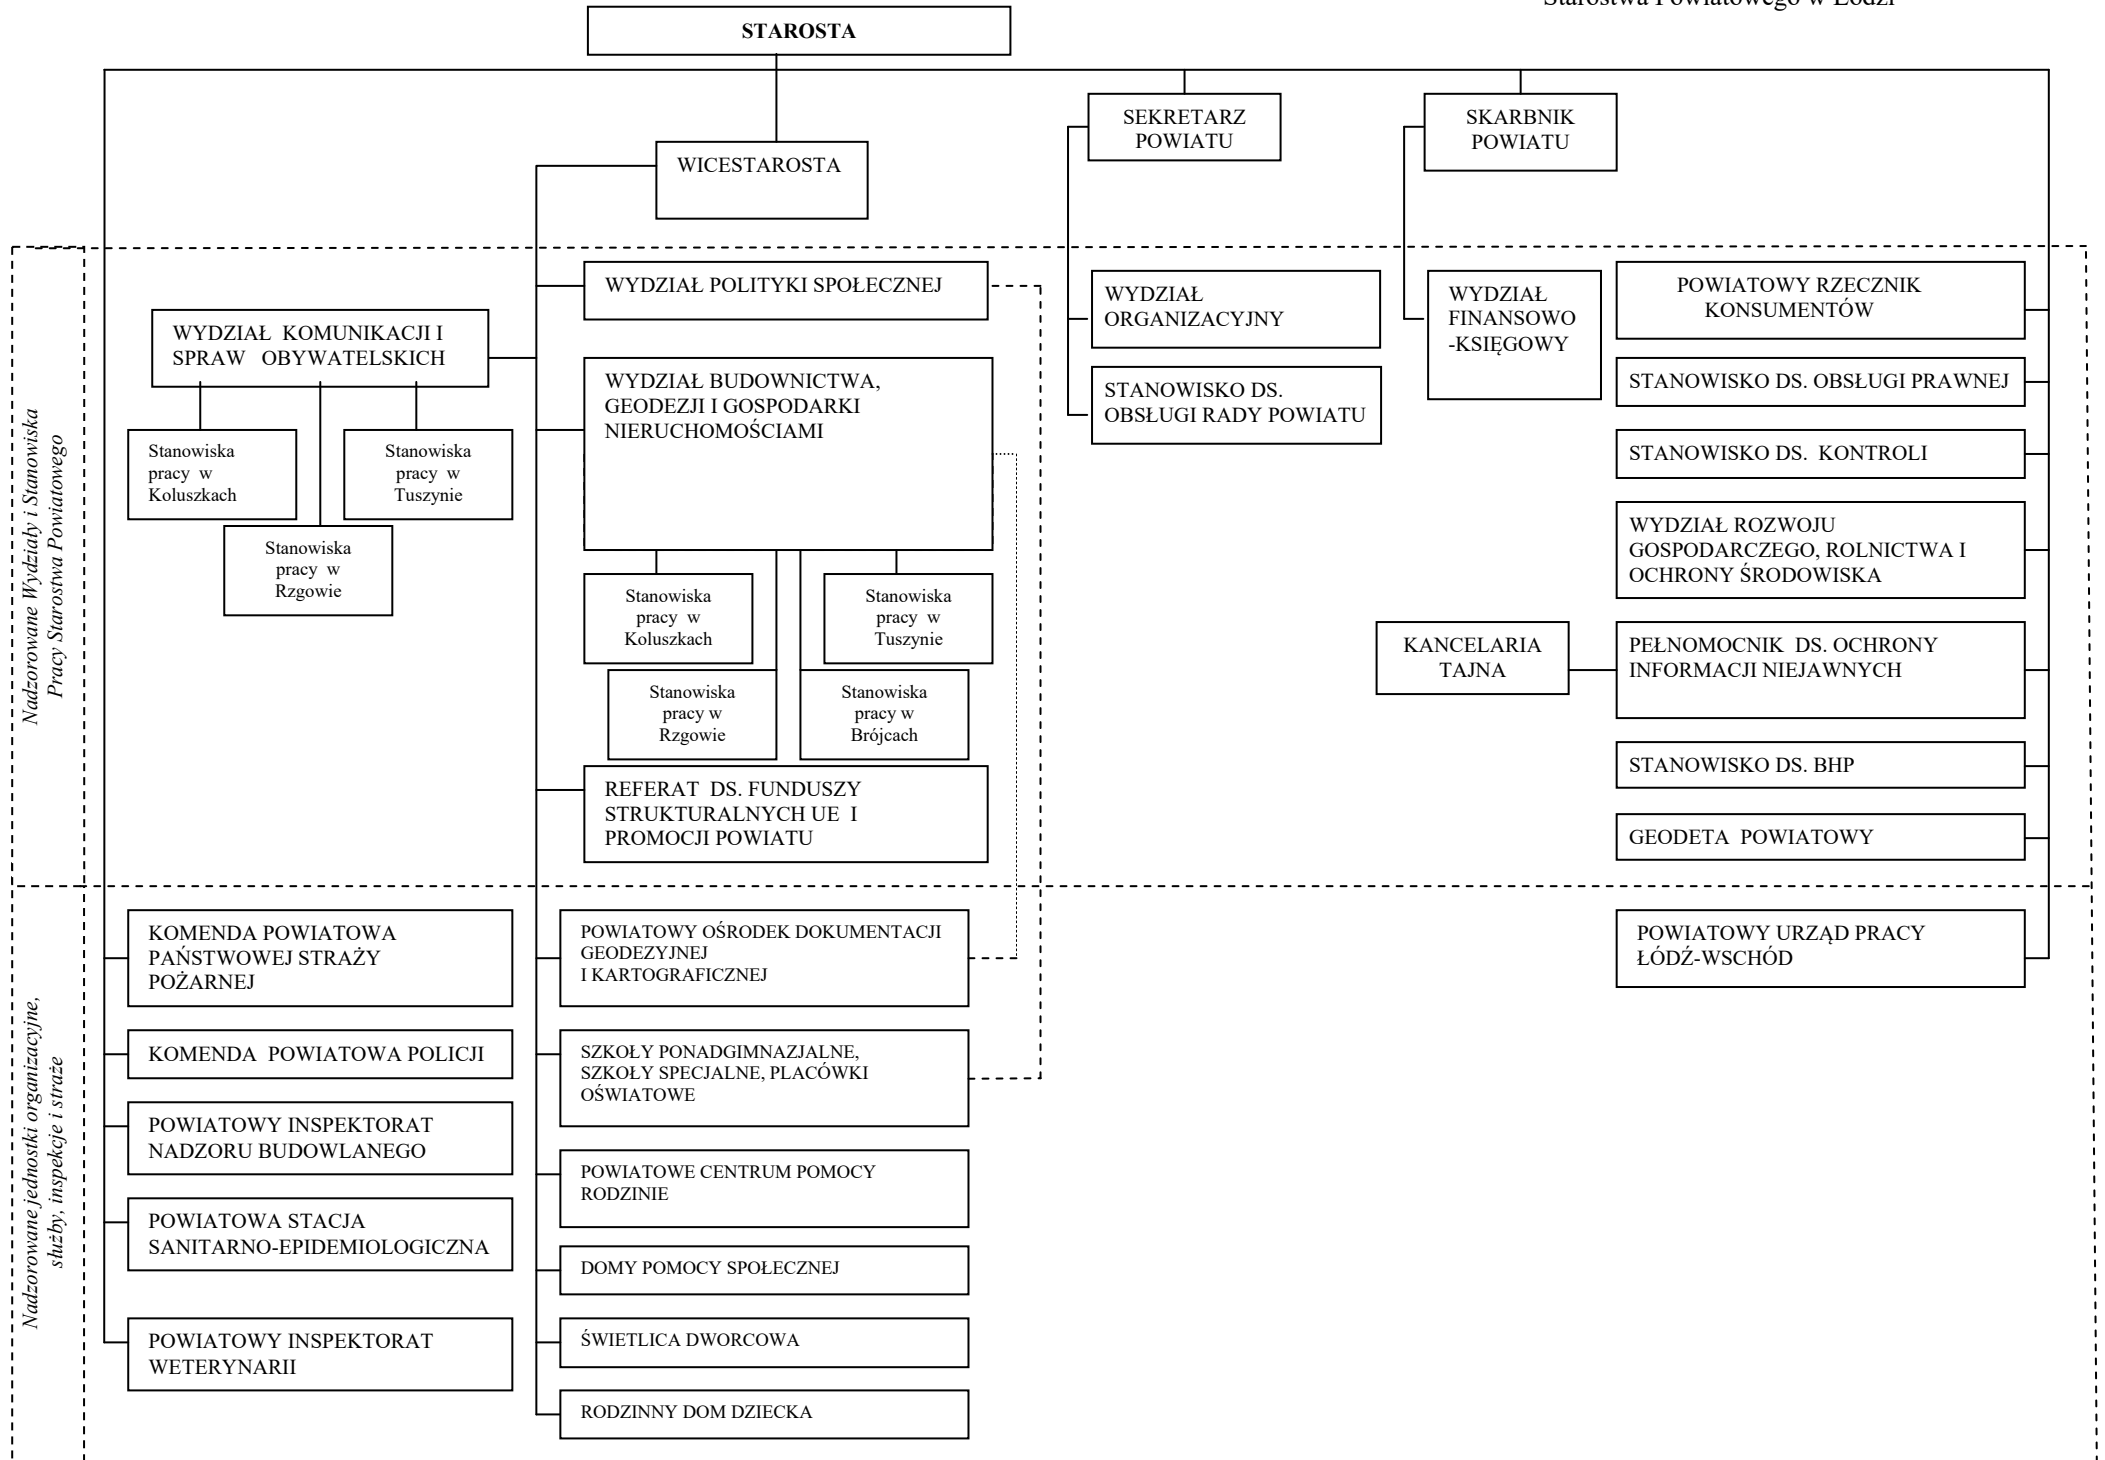 Starostwa Powiatowego w Łodzi
STAROSTA
SEKRETARZ
POWIATU
SKARBNIK
POWIATU
WICESTAROSTA
Nadzorowane Wydziały i Stanowiska
Pracy Starostwa Powiatowego
WYDZIAŁ KOMUNIKACJI I
SPRAW OBYWATELSKICH
Stanowiska
pracy w
Koluszkach
Stanowiska
pracy w
Tuszynie
Stanowiska
pracy w
Rzgowie
WYDZIAŁ POLITYKI SPOŁECZNEJ
WYDZIAŁ BUDOWNICTWA,
GEODEZJI I GOSPODARKI
NIERUCHOMOŚCIAMI
Stanowiska
pracy w
Koluszkach
Stanowiska
pracy w
Tuszynie
Stanowiska
pracy w
Rzgowie
Stanowiska
pracy w
Brójcach
REFERAT DS. FUNDUSZY
STRUKTURALNYCH UE I
PROMOCJI POWIATU
WYDZIAŁ
ORGANIZACYJNY
STANOWISKO DS.
OBSŁUGI RADY POWIATU
WYDZIAŁ
FINANSOWO
-KSIĘGOWY
POWIATOWY RZECZNIK
KONSUMENTÓW
STANOWISKO DS. OBSŁUGI PRAWNEJ
STANOWISKO DS. KONTROLI
WYDZIAŁ ROZWOJU
GOSPODARCZEGO, ROLNICTWA I
OCHRONY ŚRODOWISKA
KANCELARIA
TAJNA
PEŁNOMOCNIK DS. OCHRONY
INFORMACJI NIEJAWNYCH
STANOWISKO DS. BHP
GEODETA POWIATOWY
Nadzorowane jednostki organizacyjne,
służby, inspekcje i straże
KOMENDA POWIATOWA
PAŃSTWOWEJ STRAŻY
POŻARNEJ
KOMENDA POWIATOWA POLICJI
POWIATOWY INSPEKTORAT
NADZORU BUDOWLANEGO
POWIATOWA STACJA
SANITARNO-EPIDEMIOLOGICZNA
POWIATOWY INSPEKTORAT
WETERYNARII
POWIATOWY OŚRODEK DOKUMENTACJI
GEODEZYJNEJ
I KARTOGRAFICZNEJ
SZKOŁY PONADGIMNAZJALNE,
SZKOŁY SPECJALNE, PLACÓWKI
OŚWIATOWE
POWIATOWE CENTRUM POMOCY
RODZINIE
DOMY POMOCY SPOŁECZNEJ
ŚWIETLICA DWORCOWA
RODZINNY DOM DZIECKA
POWIATOWY URZĄD PRACY
ŁÓDŹ-WSCHÓD